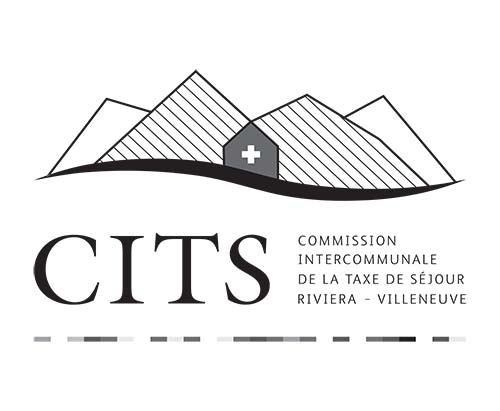 CITS
COMMISSION
INTERCOMMUNALE
DE LA TAXE DE SÉJOUR
RIVIERA – VILLENEUVE